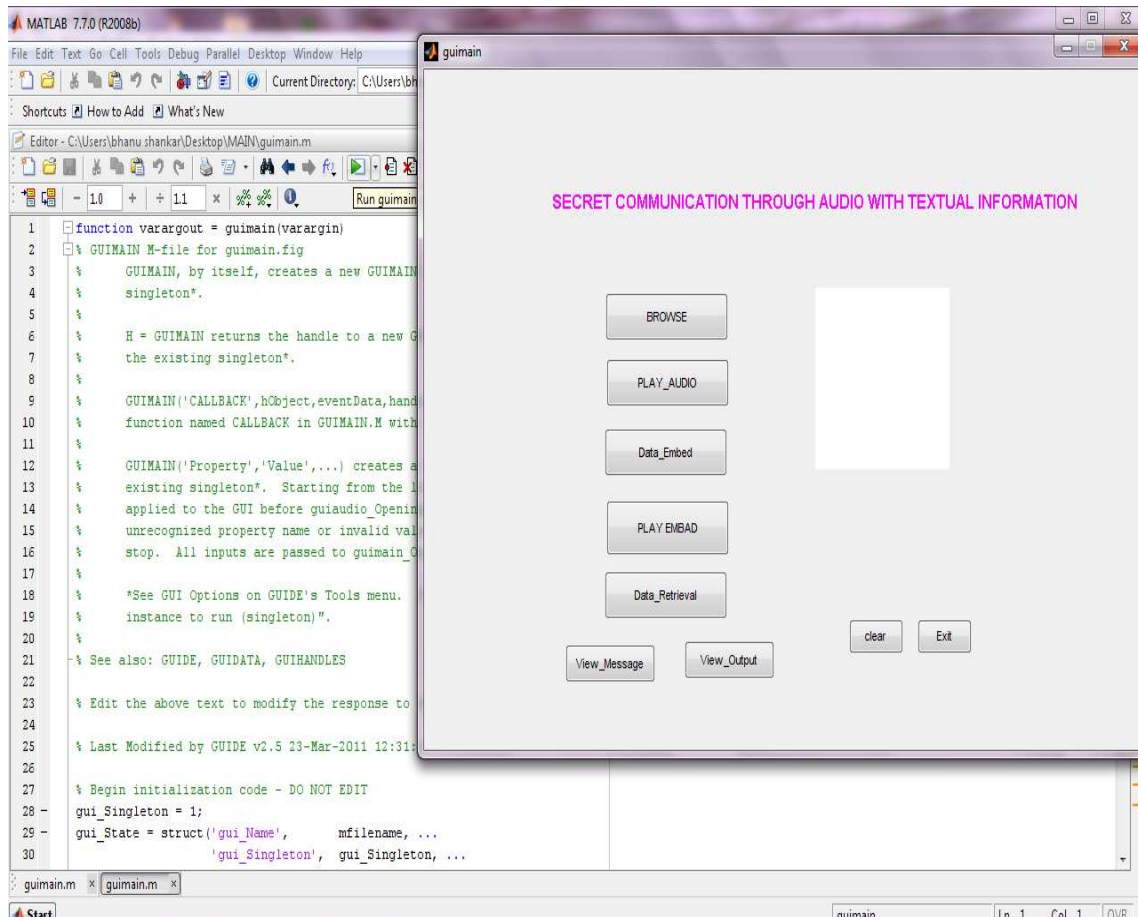 MATLAB 7.7.0 (R2008b)
File Edit Text Go Cell Tools Debug Parallel Desktop Window Help
Current Directory: C:\Users\bh
Shortcuts How to Add What's New
Editor - C:\Users\bhanu shankar\Desktop\MAIN\guimain.m
- 1.0 + ÷ 1.1 ×
Run guimain
1 function varargout = guimain(varargin)
2 % GUIMAIN M-file for guimain.fig
3 % GUIMAIN, by itself, creates a new GUIMAIN
4 % singleton*.
5 %
6 % H = GUIMAIN returns the handle to a new G
7 % the existing singleton*.
8 %
9 % GUIMAIN('CALLBACK',hObject,eventData,hand
10 % function named CALLBACK in GUIMAIN.M with
11 %
12 % GUIMAIN('Property','Value',...) creates a
13 % existing singleton*. Starting from the l
14 % applied to the GUI before guiaudio_Openin
15 % unrecognized property name or invalid val
16 % stop. All inputs are passed to guimain_O
17 %
18 % *See GUI Options on GUIDE's Tools menu.
19 % instance to run (singleton)".
20 %
21 % See also: GUIDE, GUIDATA, GUIHANDLES
22
23 % Edit the above text to modify the response to
24
25 % Last Modified by GUIDE v2.5 23-Mar-2011 12:31:
26
27 % Begin initialization code - DO NOT EDIT
28 - gui_Singleton = 1;
29 - gui_State = struct('gui_Name', mfilename, ...
30 'gui_Singleton', gui_Singleton, ...
guimain.m × guimain.m ×
Start
guimain Ln 1 Col 1 OVR
guimain
SECRET COMMUNICATION THROUGH AUDIO WITH TEXTUAL INFORMATION
BROWSE
PLAY_AUDIO
Data_Embed
PLAY EMBAD
Data_Retrieval
View_Message View_Output
clear Exit